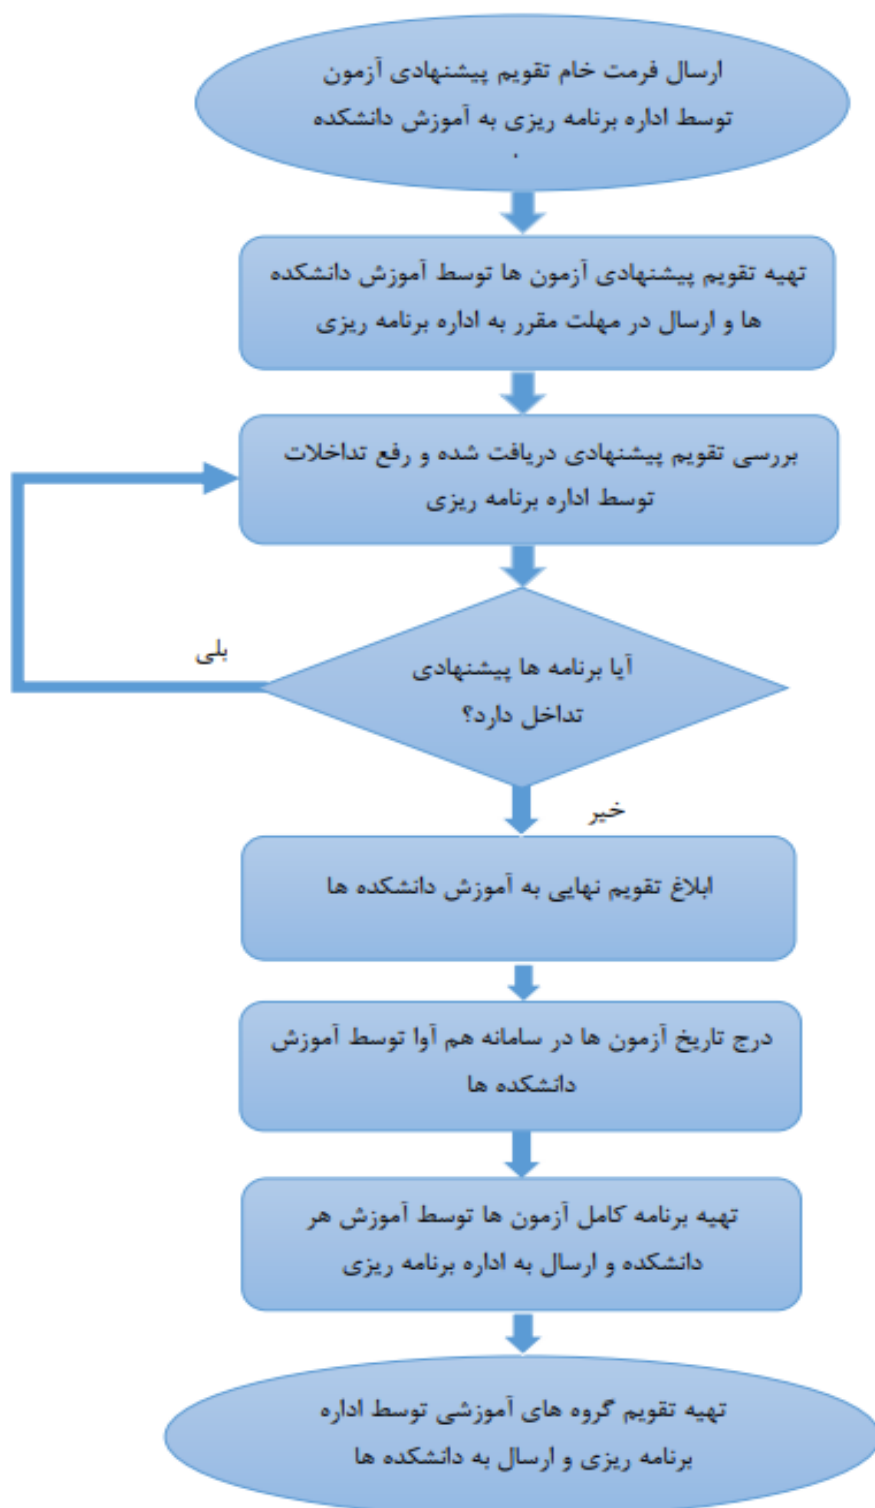 ارسال فرمت خام تقویم پیشنهادی آزمون
توسط اداره برنامه ریزی به آموزش دانشکده
.
تهیه تقویم پیشنهادی آزمون ها توسط آموزش دانشکده
ها و ارسال در مهلت مقرر به اداره برنامه ریزی
بررسی تقویم پیشنهادی دریافت شده و رفع تداخلات
توسط اداره برنامه ریزی
بلی
آیا برنامه ها پیشنهادی
تداخل دارد؟
خیر
ابلاغ تقویم نهایی به آموزش دانشکده ها
درج تاریخ آزمون ها در سامانه هم آوا توسط آموزش
دانشکده ها
تهیه برنامه کامل آزمون ها توسط آموزش هر
دانشکده و ارسال به اداره برنامه ریزی
تهیه تقویم گروه های آموزشی توسط اداره
برنامه ریزی و ارسال به دانشکده ها